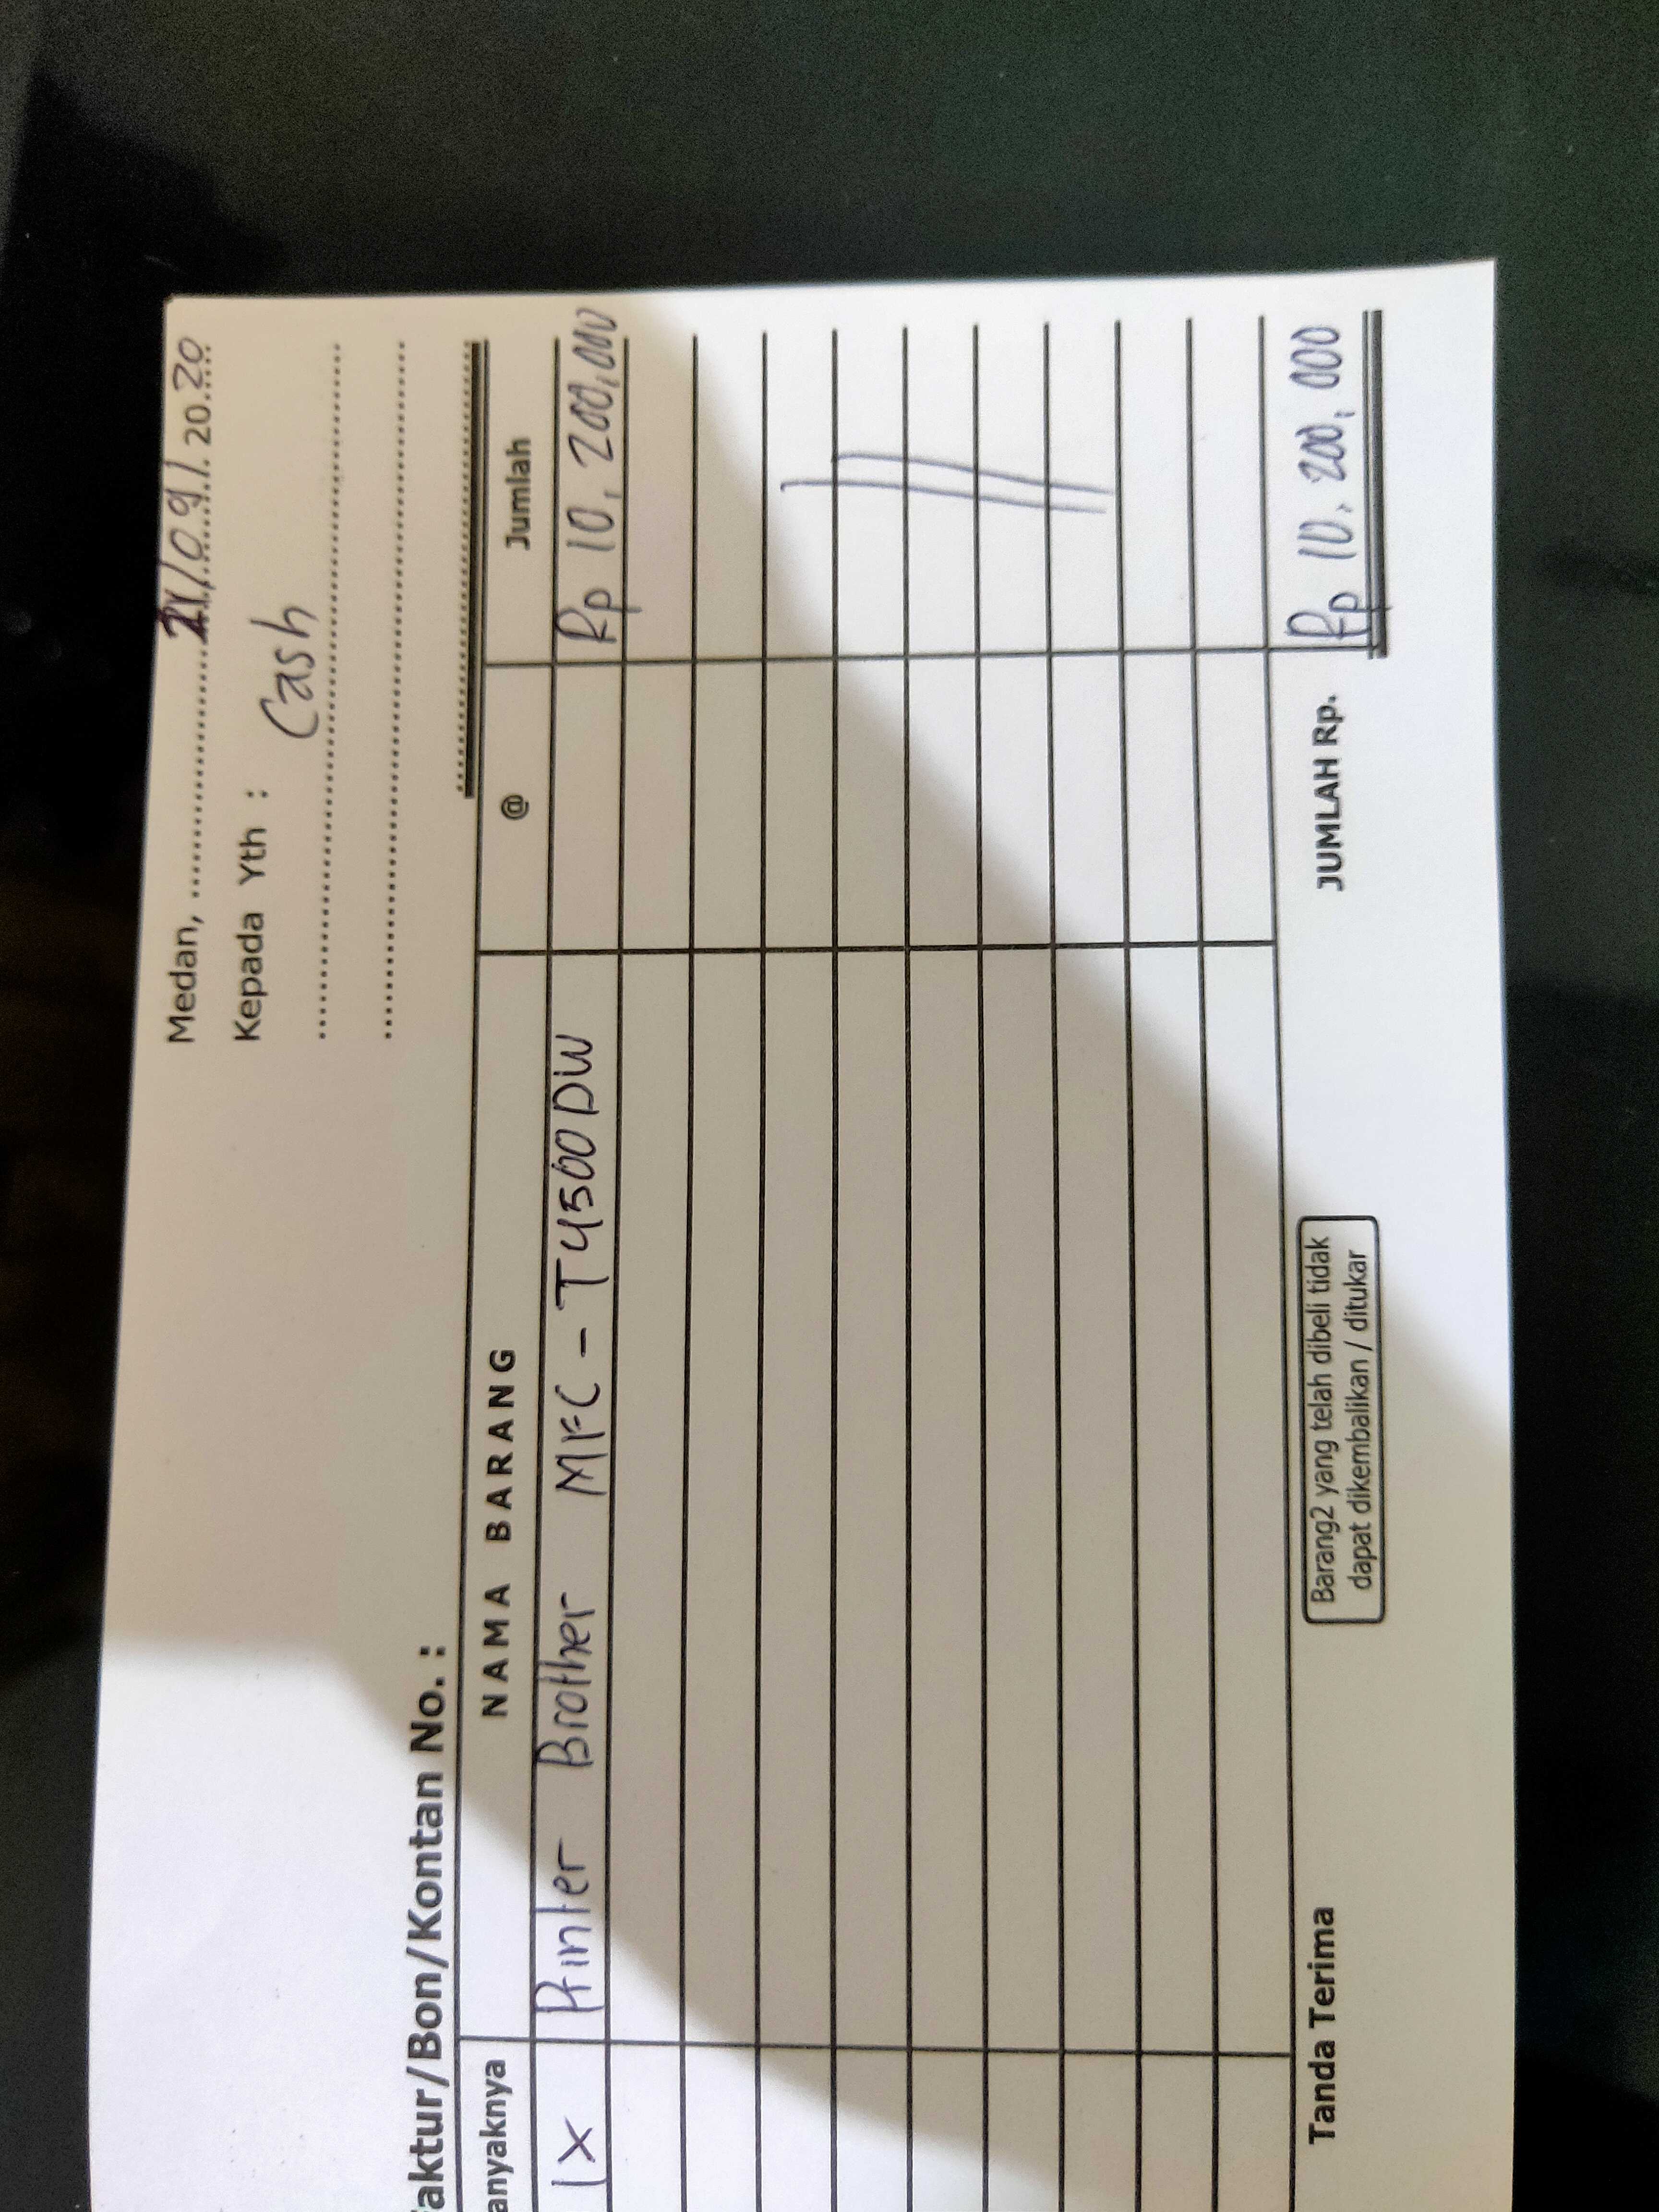 Medan, ........ /09/ 20.20
Kepada Yth : Cash
aktur/Bon/Kontan No. :
anyaknya NAMA BARANG @ Jumlah
1x Printer Brother MFC - T4500DW Rp 10.200.000
Tanda Terima JUMLAH Rp. Rp 10.200.000
Barang2 yang telah dibeli tidak
dapat dikembalikan / ditukar